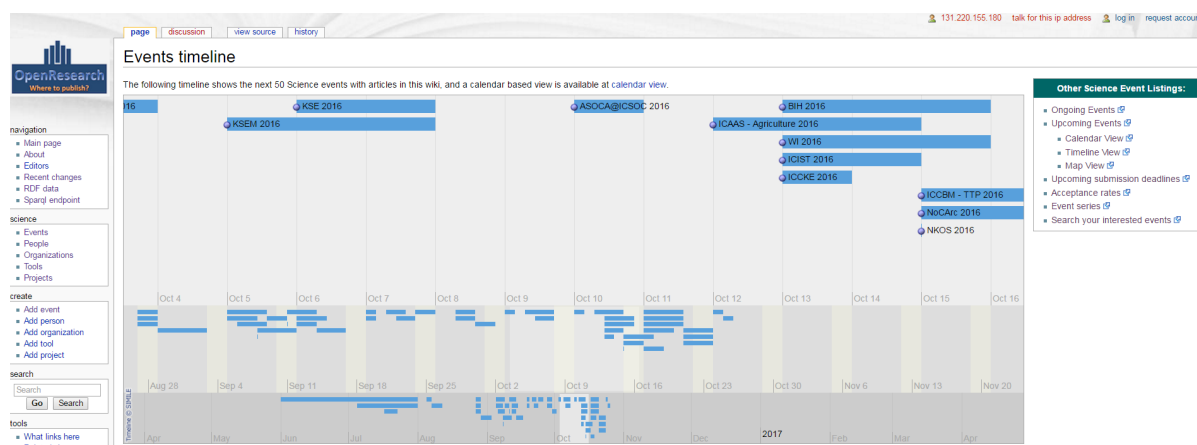 131.220.155.180 talk for this ip address log in request accou
page discussion view source history
OpenResearch
Where to publish?
Events timeline
The following timeline shows the next 50 Science events with articles in this wiki, and a calendar based view is available at calendar view.
navigation
Main page
About
Editors
Recent changes
RDF data
Sparql endpoint
science
Events
People
Organizations
Tools
Projects
create
Add event
Add person
Add organization
Add tool
Add project
search
Search
Go Search
tools
What links here
016 KSE 2016 ASOCA@ICSOC 2016 BIH 2016
KSEM 2016 ICAAS - Agriculture 2016
WI 2016
ICIST 2016
ICCKE 2016
ICCBM - TTP 2016
NoCArc 2016
NKOS 2016
Oct 4 Oct 5 Oct 6 Oct 7 Oct 8 Oct 9 Oct 10 Oct 11 Oct 12 Oct 13 Oct 14 Oct 15 Oct 16
Aug 28 Sep 4 Sep 11 Sep 18 Sep 25 Oct 2 Oct 9 Oct 16 Oct 23 Oct 30 Nov 6 Nov 13 Nov 20
Timeline © SIMILE
Apr May Jun Jul Aug Sep Oct Nov Dec 2017 Feb Mar Apr
Other Science Event Listings:
Ongoing Events
Upcoming Events
Calendar View
Timeline View
Map View
Upcoming submission deadlines
Acceptance rates
Event series
Search your interested events